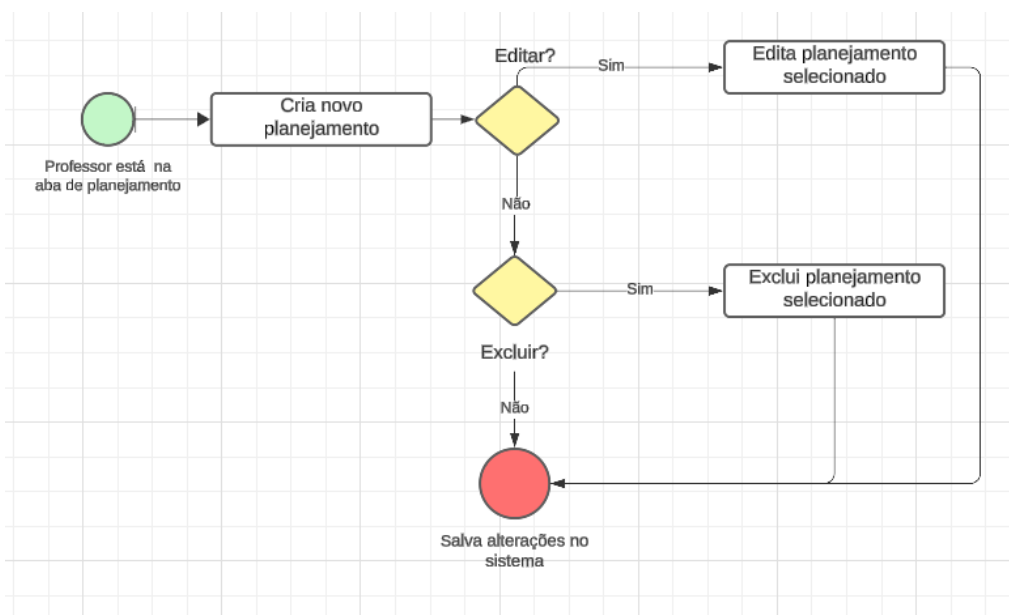 Editar?
Sim
Edita planejamento
selecionado
Cria novo
planejamento
Professor está na
aba de planejamento
Não
Sim
Exclui planejamento
selecionado
Excluir?
Não
Salva alterações no
sistema